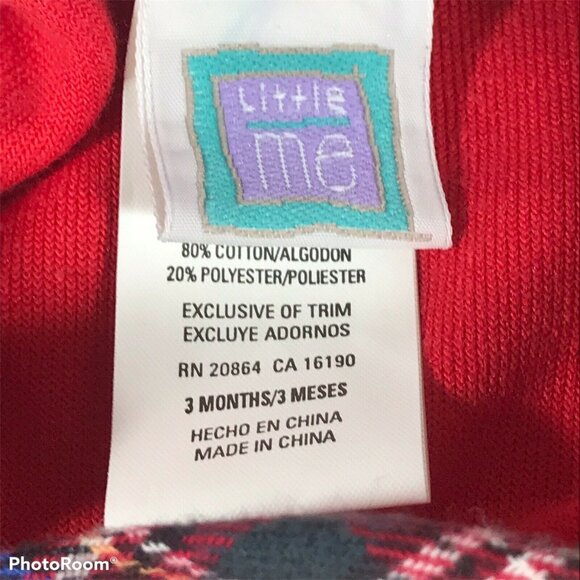 Little
me
80% COTTON/ALGODON
20% POLYESTER/POLIESTER
EXCLUSIVE OF TRIM
EXCLUYE ADORNOS
RN 20864 CA 16190
3 MONTHS/3 MESES
HECHO EN CHINA
MADE IN CHINA
PhotoRoom®